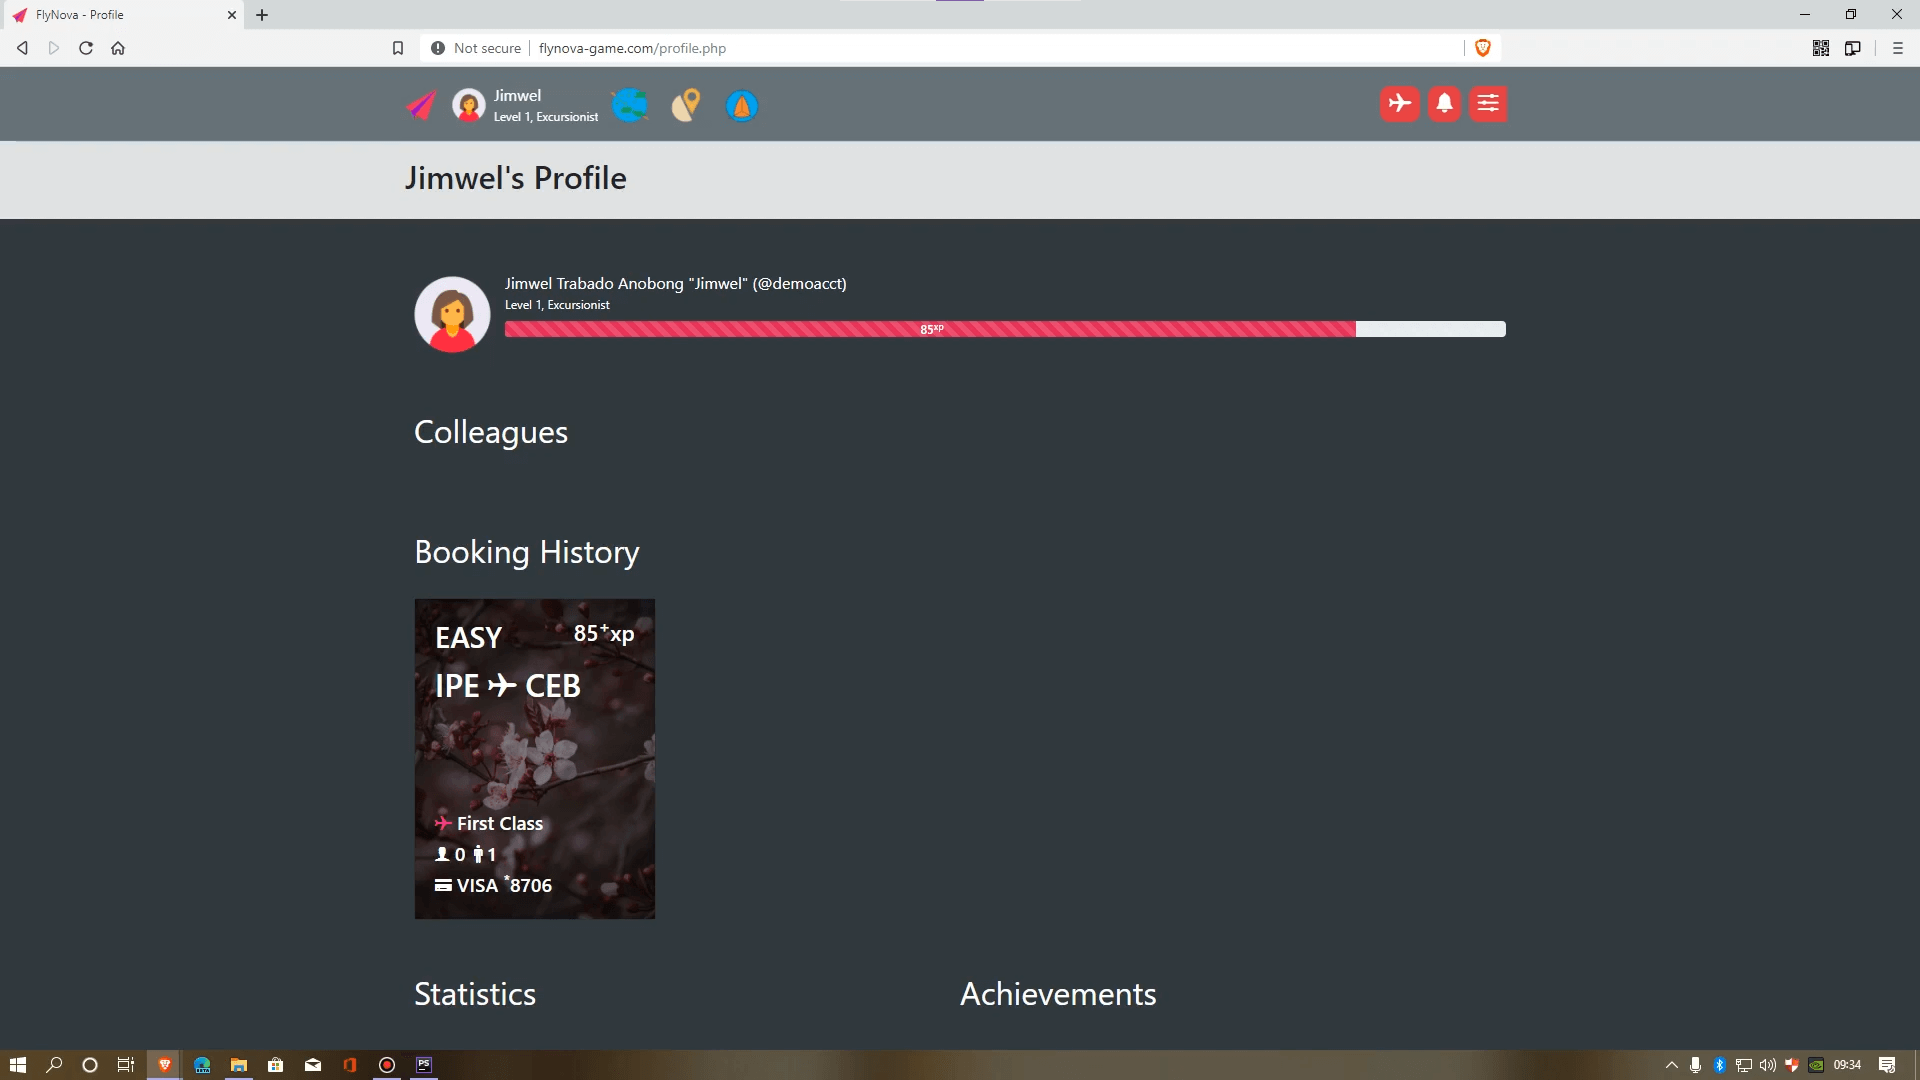 FlyNova - Profile
Not secure
flynova-game.com/profile.php
Jimwel
Level 1, Excursionist
Jimwel's Profile
Jimwel Trabado Anobong "Jimwel" (@demoacct)
Level 1, Excursionist
85xp
Colleagues
Booking History
EASY 85+xp
IPE CEB
First Class
0 1
VISA *8706
Statistics Achievements
PS
09:34